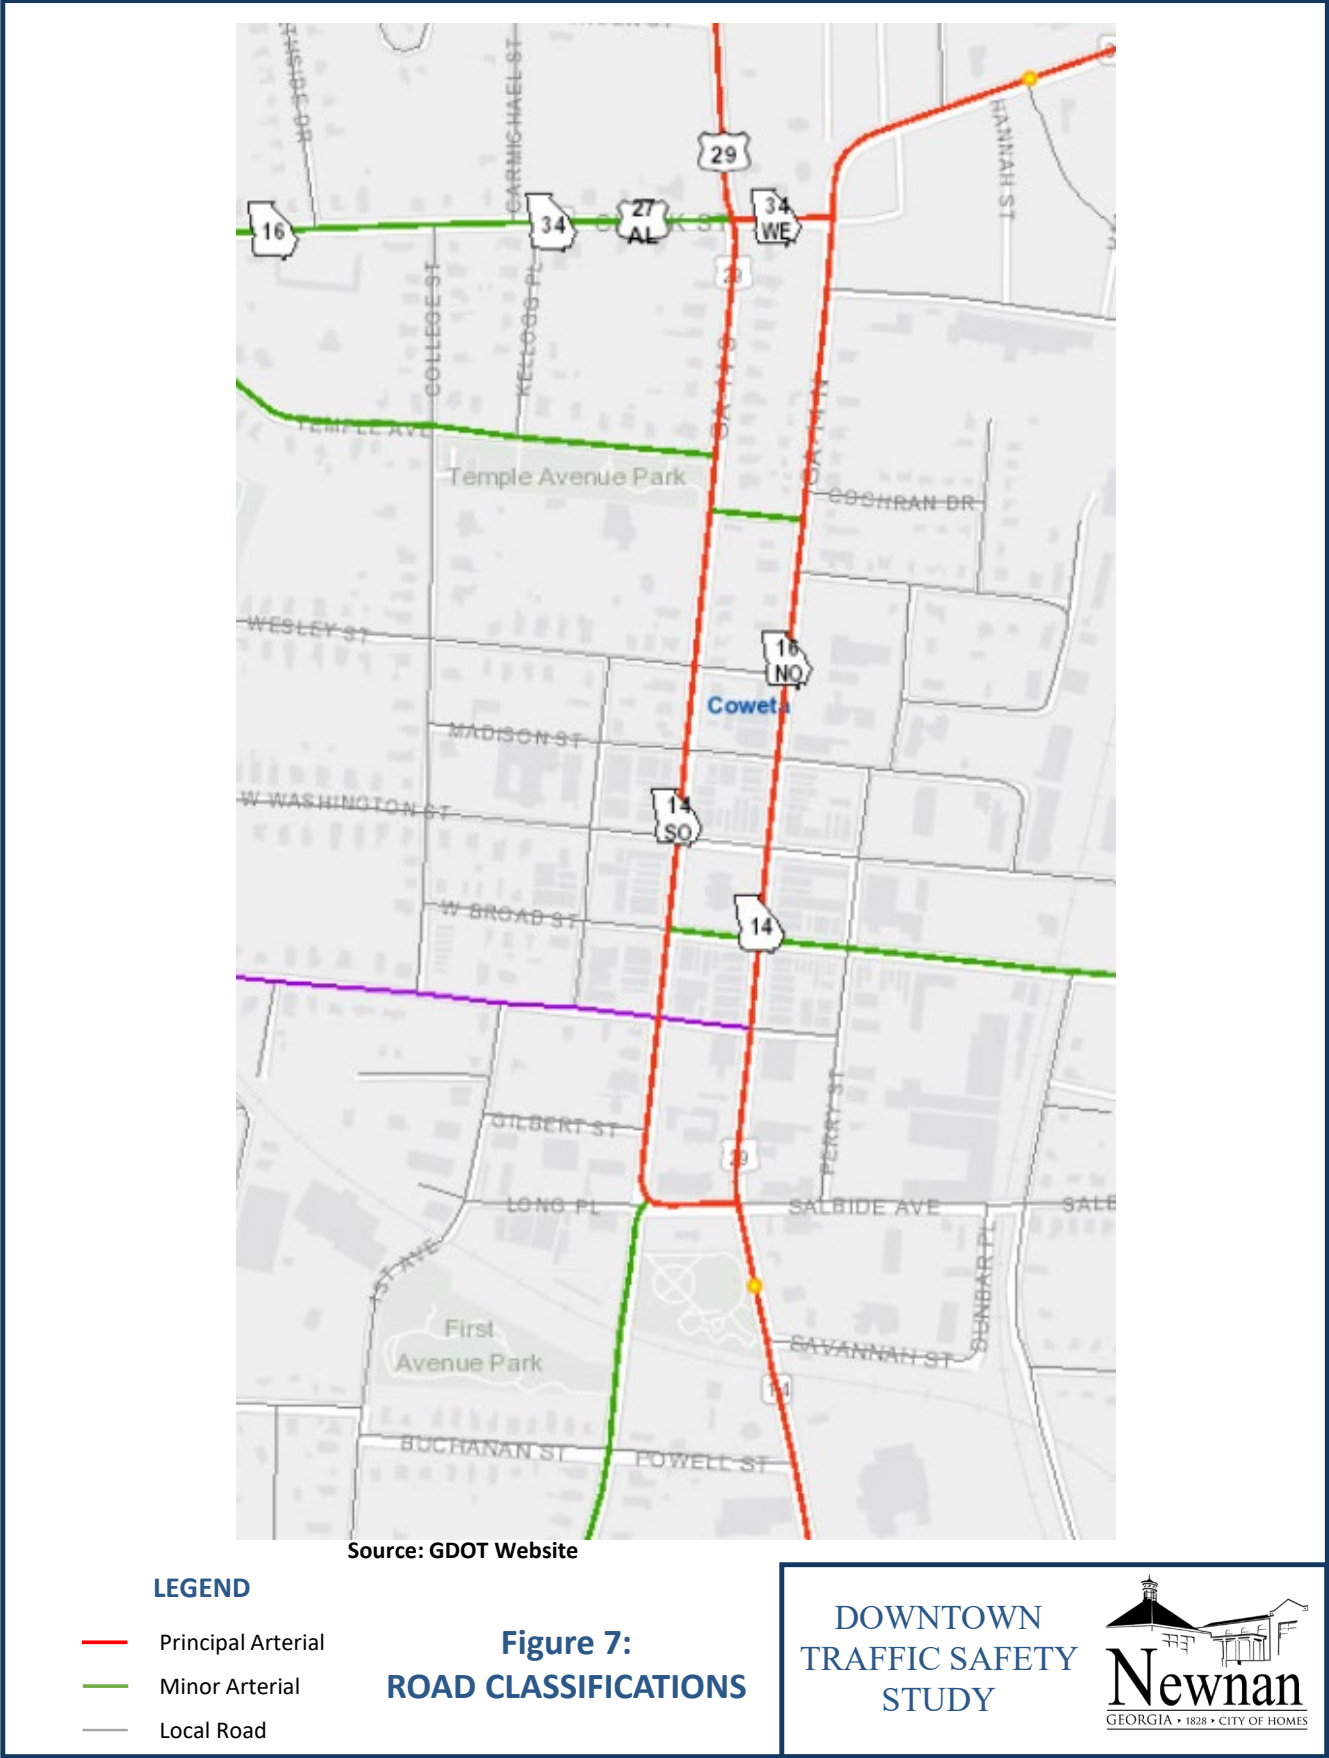 CARMICHAEL ST
HANNAH ST
29
16
34
27
AL
34
WE
29
COLLEGE ST
KELLOGG PL
TEMPLE AVE
Temple Avenue Park
COCHRAN DR
WESLEY ST
16
NO
Coweta
MADISON ST
W WASHINGTON ST
14
SO
W BROAD ST
14
GILBERT ST
PERRY ST
29
LONG PL
SALBIDE AVE
1ST AVE
First
Avenue Park
SAVANNAH ST
14
BUCHANAN ST
POWELL ST
Source: GDOT Website
LEGEND
Principal Arterial
Minor Arterial
Local Road
Figure 7:
ROAD CLASSIFICATIONS
DOWNTOWN
TRAFFIC SAFETY
STUDY
Newnan
GEORGIA • 1828 • CITY OF HOMES